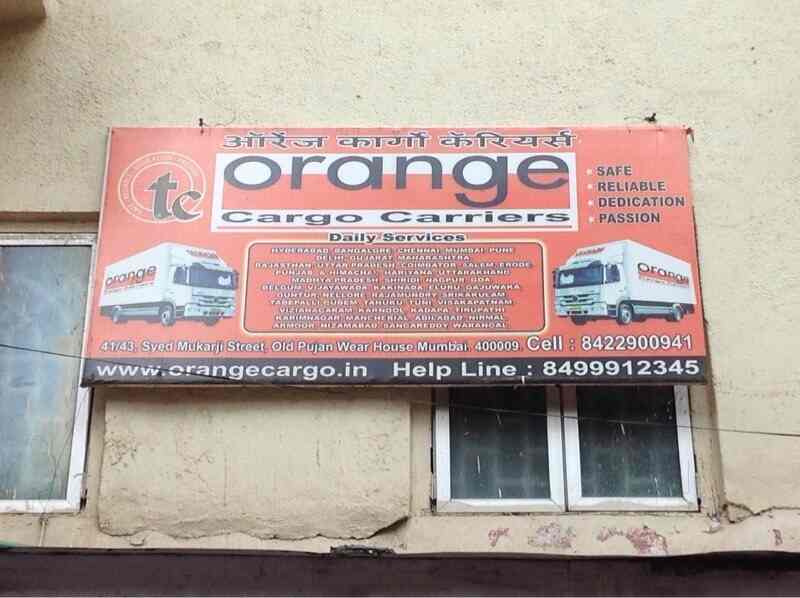 ऑरेंज कार्गो कॅरियर्स
tc
orange
Cargo Carriers
SAFE
RELIABLE
DEDICATION
PASSION
Daily Services
HYDERABAD BANGALORE CHENNAI MUMBAI PUNE
DELHI GUJARAT MAHARASHTRA
RAJASTHAN UTTAR PRADESH COIMBATOR SALEM ERODE
PUNJAB & HIMACHAL HARIYANA UTTARAKHAND
MADHYA PRADESH SHIRDI NAGPUR GOA
BELGUM VIJAYAWADA KAKINADA ELURU GAJUWAKA
GUNTUR NELLORE RAJAMUNDRY SRIKAKULAM
TADEPALLI GUDEM TANUKU TUNI VISAKAPATNAM
VIZIANAGARAM KURNOOL KADAPA TIRUPATHI
KARIMNAGAR MANCHERIAL ADILABAD NIRMAL
ARMOOR NIZAMABAD SANGAREDDY WARANGAL
orange
orange
41/43, Syed Mukarji Street, Old Pujan Wear House Mumbai. 400009. Cell : 8422900941
www.orangecargo.in Help Line : 8499912345